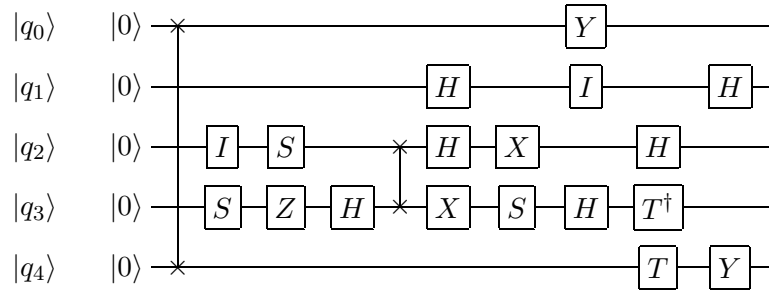 |q₀⟩ |0⟩ Y
|q₁⟩ |0⟩ H I H
|q₂⟩ |0⟩ I S H X H
|q₃⟩ |0⟩ S Z H X S H T†
|q₄⟩ |0⟩ T Y